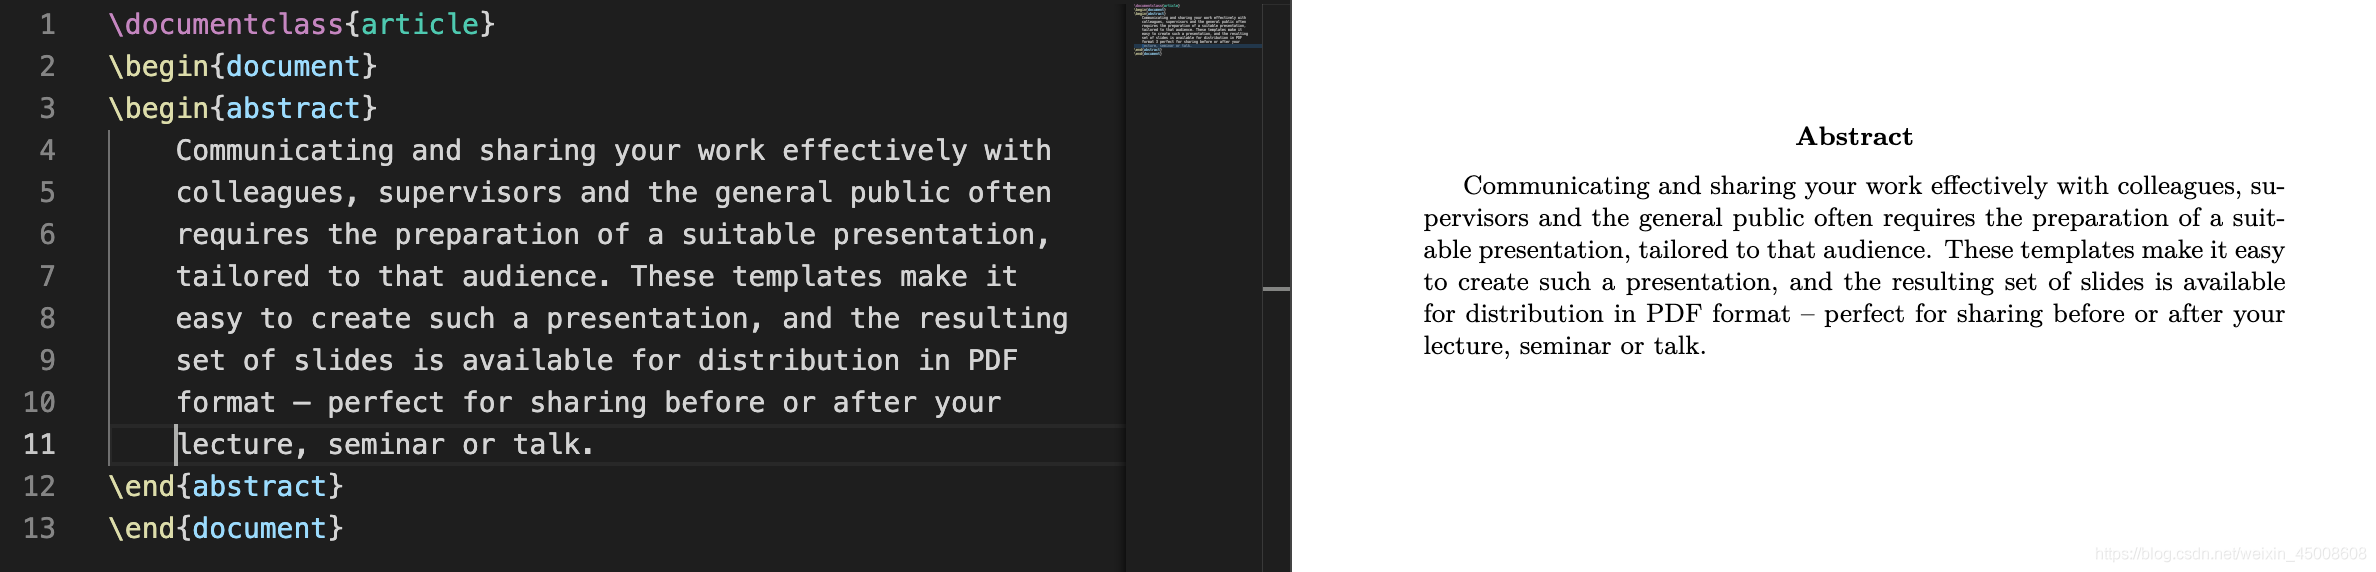 1 \documentclass{article}
2 \begin{document}
3 \begin{abstract}
4 Communicating and sharing your work effectively with
5 colleagues, supervisors and the general public often
6 requires the preparation of a suitable presentation,
7 tailored to that audience. These templates make it
8 easy to create such a presentation, and the resulting
9 set of slides is available for distribution in PDF
10 format – perfect for sharing before or after your
11 lecture, seminar or talk.
12 \end{abstract}
13 \end{document}
Abstract
Communicating and sharing your work effectively with colleagues, su-
pervisors and the general public often requires the preparation of a suit-
able presentation, tailored to that audience. These templates make it easy
to create such a presentation, and the resulting set of slides is available
for distribution in PDF format – perfect for sharing before or after your
lecture, seminar or talk.
https://blog.csdn.net/weixin_45008608